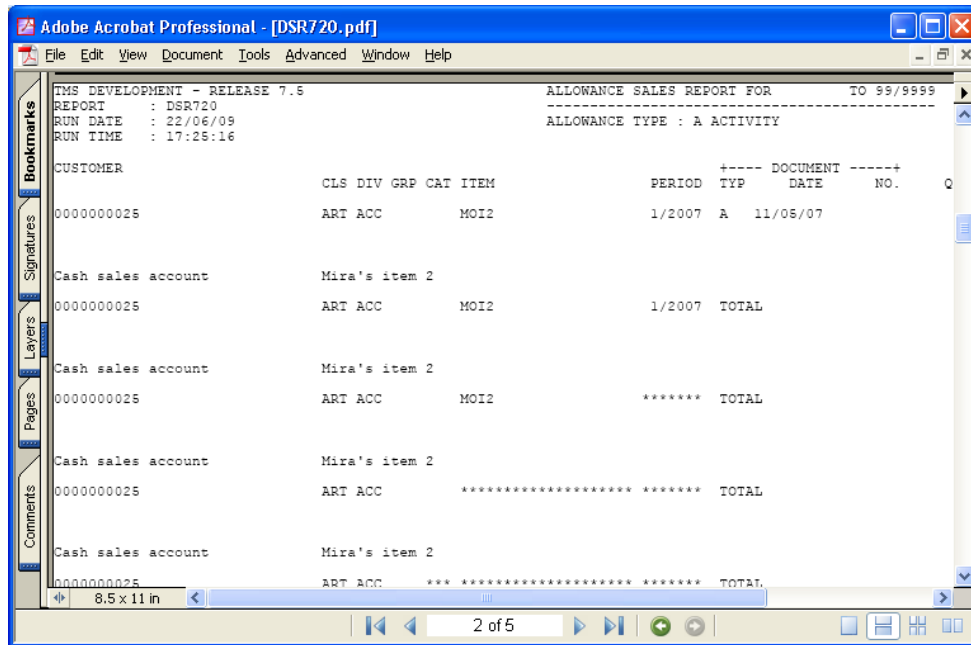 Adobe Acrobat Professional - [DSR720.pdf]
File Edit View Document Tools Advanced Window Help
Bookmarks
Signatures
Layers
Pages
Comments
TMS DEVELOPMENT - RELEASE 7.5 ALLOWANCE SALES REPORT FOR TO 99/9999
REPORT : DSR720 ---------------------------------------------
RUN DATE : 22/06/09 ALLOWANCE TYPE : A ACTIVITY
RUN TIME : 17:25:16
CUSTOMER +---- DOCUMENT -----+
CLS DIV GRP CAT ITEM PERIOD TYP DATE NO. Q
0000000025 ART ACC MOI2 1/2007 A 11/05/07
Cash sales account Mira's item 2
0000000025 ART ACC MOI2 1/2007 TOTAL
Cash sales account Mira's item 2
0000000025 ART ACC MOI2 ******* TOTAL
Cash sales account Mira's item 2
0000000025 ART ACC ******************** ******* TOTAL
Cash sales account Mira's item 2
0000000025 ART ACC *** ******************** ******* TOTAL
8.5 x 11 in
2 of 5